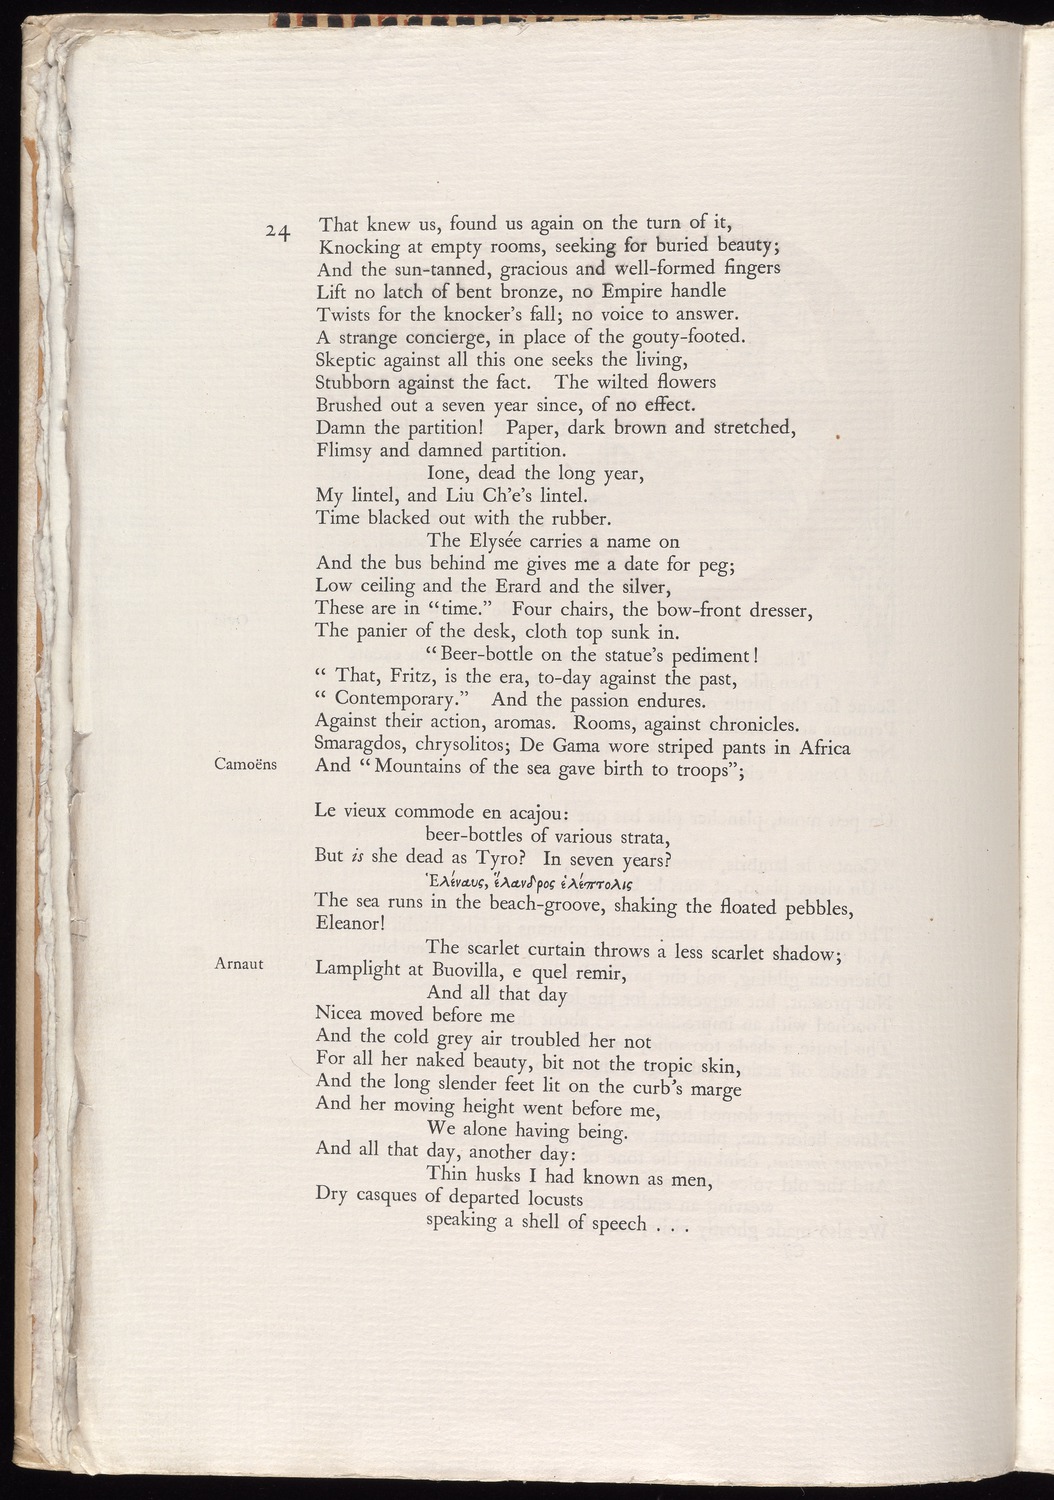 24
That knew us, found us again on the turn of it,
Knocking at empty rooms, seeking for buried beauty;
And the sun-tanned, gracious and well-formed fingers
Lift no latch of bent bronze, no Empire handle
Twists for the knocker's fall; no voice to answer.
A strange concierge, in place of the gouty-footed.
Skeptic against all this one seeks the living,
Stubborn against the fact. The wilted flowers
Brushed out a seven year since, of no effect.
Damn the partition! Paper, dark brown and stretched,
Flimsy and damned partition.
Ione, dead the long year,
My lintel, and Liu Ch'e's lintel.
Time blacked out with the rubber.
The Elysée carries a name on
And the bus behind me gives me a date for peg;
Low ceiling and the Erard and the silver,
These are in “time.” Four chairs, the bow-front dresser,
The panier of the desk, cloth top sunk in.
“Beer-bottle on the statue's pediment!
“ That, Fritz, is the era, to-day against the past,
“ Contemporary.” And the passion endures.
Against their action, aromas. Rooms, against chronicles.
Smaragdos, chrysolitos; De Gama wore striped pants in Africa
Camoëns And “Mountains of the sea gave birth to troops”;
Le vieux commode en acajou:
beer-bottles of various strata,
But is she dead as Tyro? In seven years?
Ἑλέναυς, ἕλανδρος ἑλέπτολις
The sea runs in the beach-groove, shaking the floated pebbles,
Eleanor!
The scarlet curtain throws a less scarlet shadow;
Arnaut Lamplight at Buovilla, e quel remir,
And all that day
Nicea moved before me
And the cold grey air troubled her not
For all her naked beauty, bit not the tropic skin,
And the long slender feet lit on the curb's marge
And her moving height went before me,
We alone having being.
And all that day, another day:
Thin husks I had known as men,
Dry casques of departed locusts
speaking a shell of speech . . .